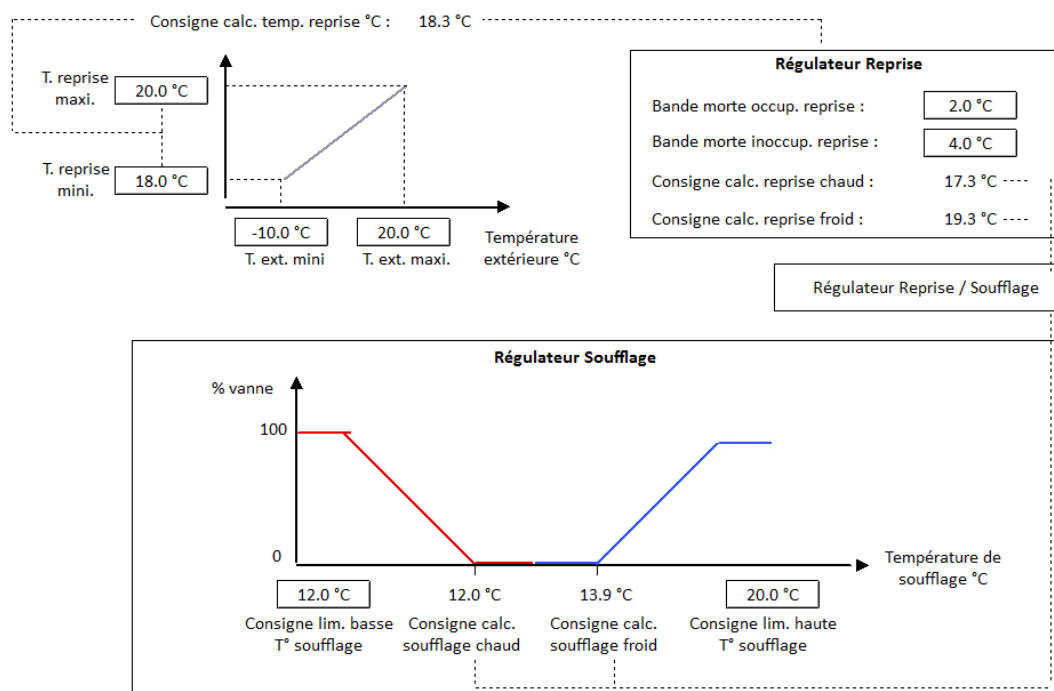 Consigne calc. temp. reprise °C : 18.3 °C
T. reprise
maxi.
20.0 °C
T. reprise
mini.
18.0 °C
-10.0 °C
20.0 °C
T. ext. mini
T. ext. maxi.
Température
extérieure °C
Régulateur Reprise
Bande morte occup. reprise : 2.0 °C
Bande morte inoccup. reprise : 4.0 °C
Consigne calc. reprise chaud : 17.3 °C
Consigne calc. reprise froid : 19.3 °C
Régulateur Reprise / Soufflage
Régulateur Soufflage
% vanne
100
0
Température de
soufflage °C
12.0 °C
12.0 °C
13.9 °C
20.0 °C
Consigne lim. basse
T° soufflage
Consigne calc.
soufflage chaud
Consigne calc.
soufflage froid
Consigne lim. haute
T° soufflage